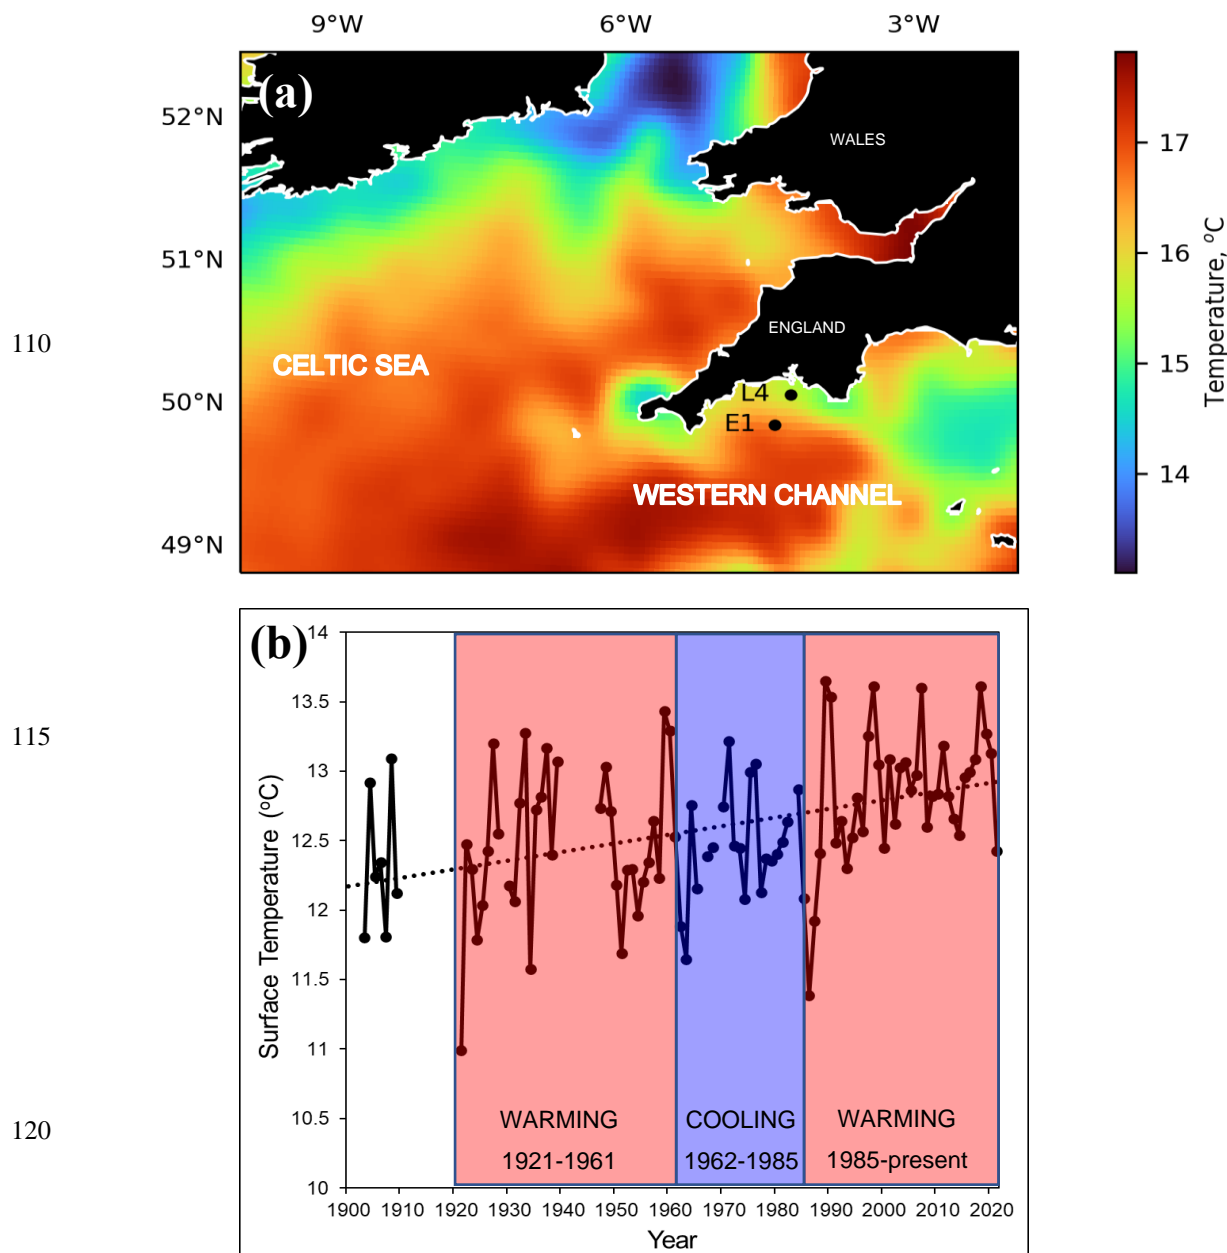 9°W 6°W 3°W
(a)
52°N
WALES
17
51°N
16
ENGLAND
110
CELTIC SEA
15
Temperature, °C
50°N
L4
E1
14
WESTERN CHANNEL
49°N
(b)
14
13.5
115
13
12.5
12
11.5
11
10.5
10
Surface Temperature (°C)
WARMING COOLING WARMING
120
1921-1961 1962-1985 1985-present
1900 1910 1920 1930 1940 1950 1960 1970 1980 1990 2000 2010 2020
Year